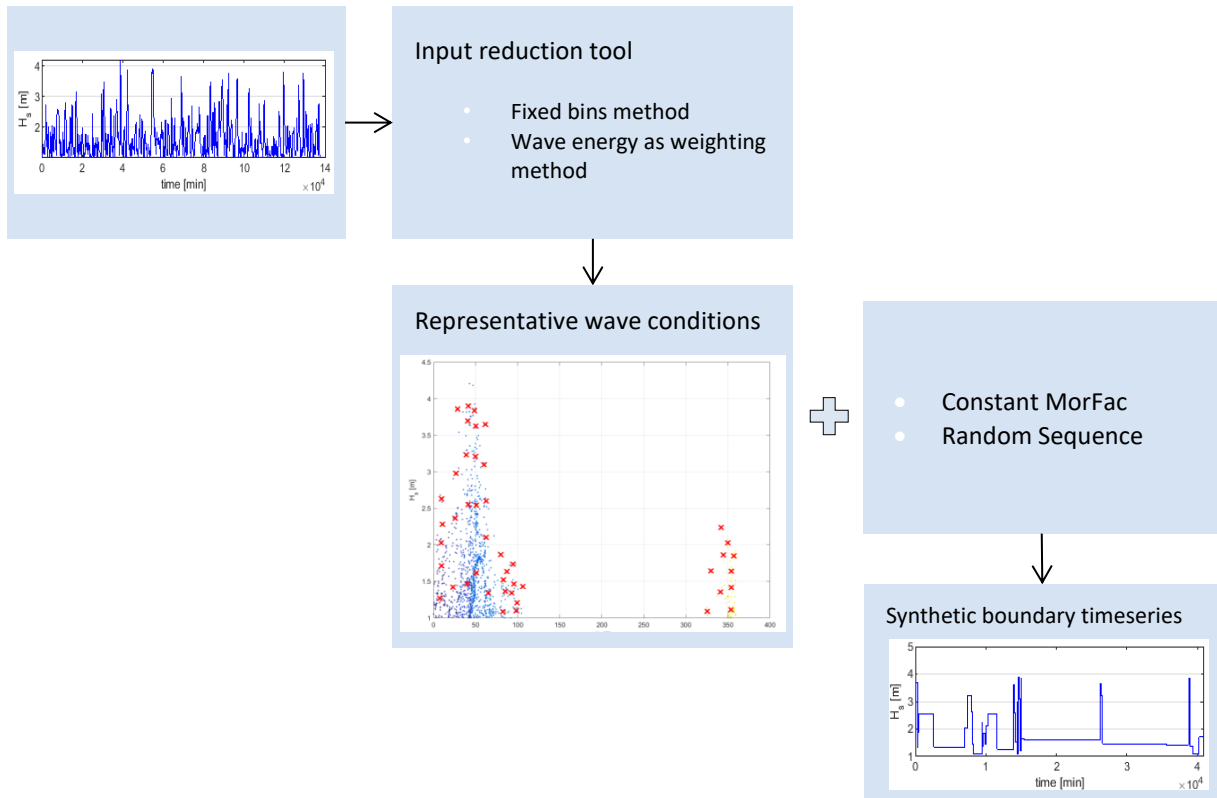 H_s [m]
4
3
2
0 2 4 6 8 10 12 14
time [min]
×10^4
Input reduction tool
• Fixed bins method
• Wave energy as weighting
method
Representative wave conditions
H_s [m]
4.5
4
3.5
3
2.5
2
1.5
1
0 50 100 150 200 250 300 350 400
• Constant MorFac
• Random Sequence
Synthetic boundary timeseries
H_s [m]
5
4
3
2
1
0 1 2 3 4
time [min]
×10^4